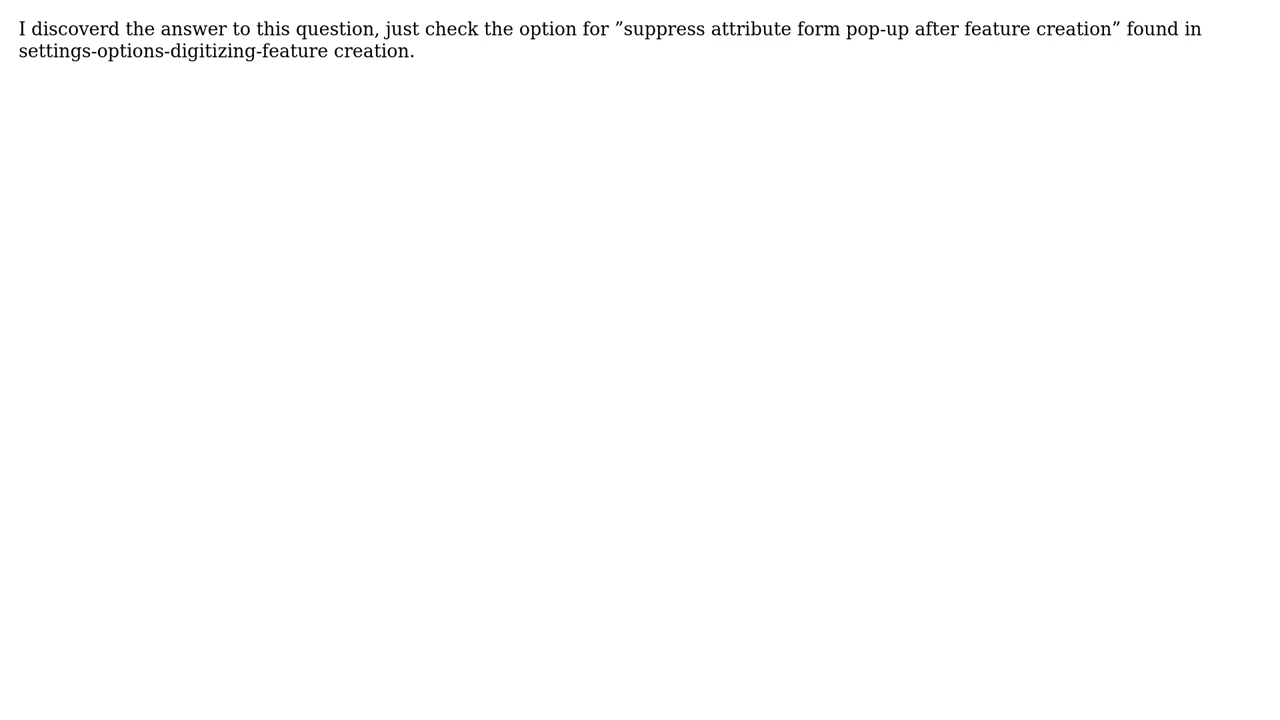 I discoverd the answer to this question, just check the option for ”suppress attribute form pop-up after feature creation” found in
settings-options-digitizing-feature creation.